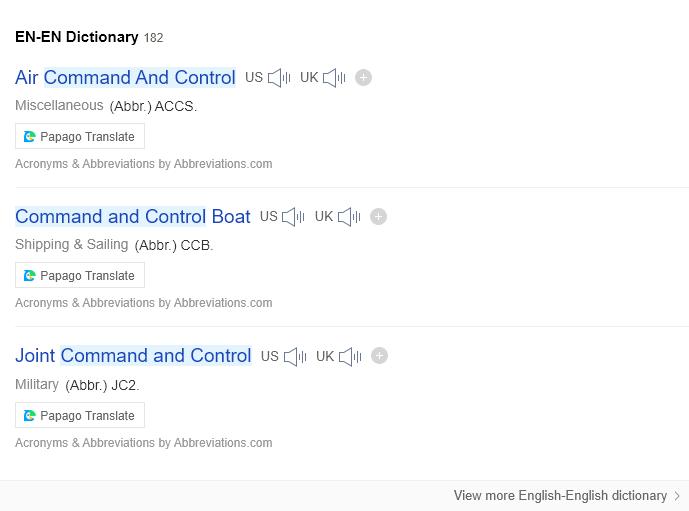 EN-EN Dictionary 182
Air Command And Control US UK
Miscellaneous (Abbr.) ACCS.
Papago Translate
Acronyms & Abbreviations by Abbreviations.com
Command and Control Boat US UK
Shipping & Sailing (Abbr.) CCB.
Papago Translate
Acronyms & Abbreviations by Abbreviations.com
Joint Command and Control US UK
Military (Abbr.) JC2.
Papago Translate
Acronyms & Abbreviations by Abbreviations.com
View more English-English dictionary